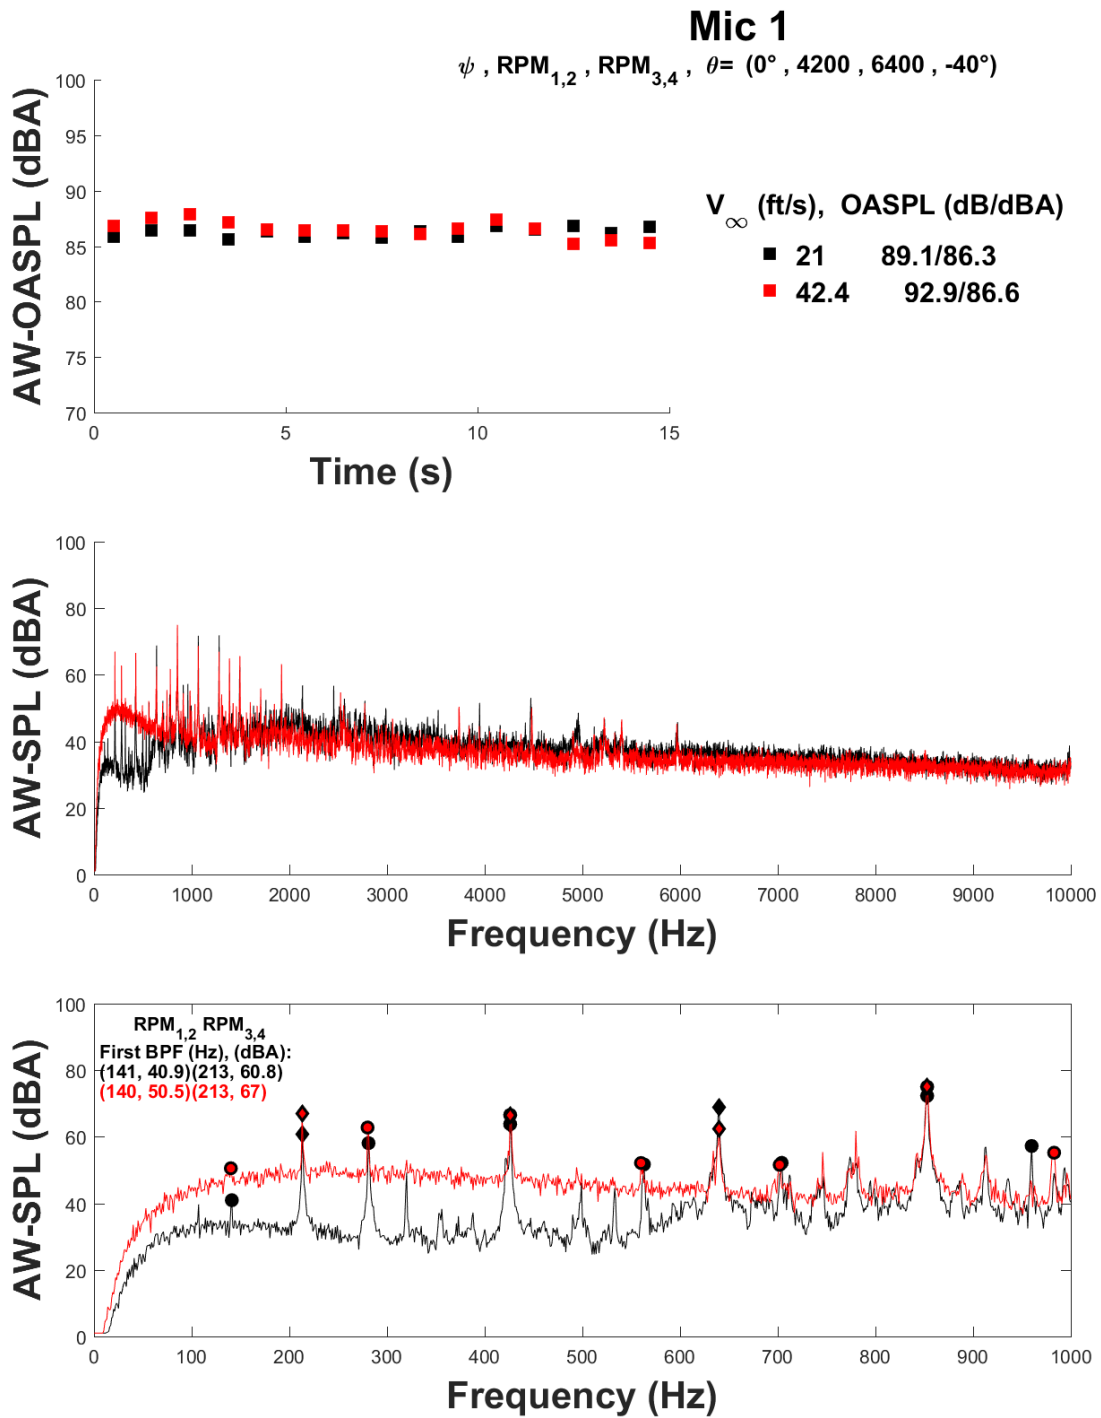 Mic 1
ψ , RPM1,2 , RPM3,4 , θ= (0° , 4200 , 6400 , -40°)
AW-OASPL (dBA)
100
95
90
85
80
75
70
0 5 10 15
Time (s)
V∞ (ft/s), OASPL (dB/dBA)
21 89.1/86.3
42.4 92.9/86.6
AW-SPL (dBA)
100
80
60
40
20
0
0 1000 2000 3000 4000 5000 6000 7000 8000 9000 10000
Frequency (Hz)
AW-SPL (dBA)
100
80
60
40
20
0
RPM1,2 RPM3,4
First BPF (Hz), (dBA):
(141, 40.9)(213, 60.8)
(140, 50.5)(213, 67)
0 100 200 300 400 500 600 700 800 900 1000
Frequency (Hz)